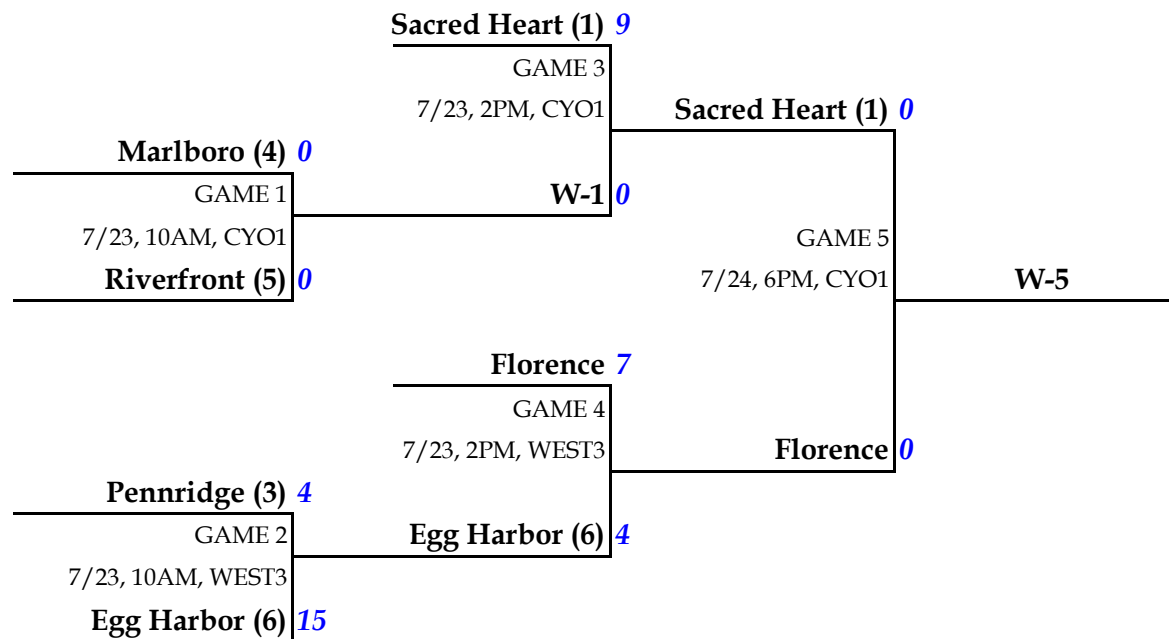 Sacred Heart (1) 9
GAME 3
7/23, 2PM, CYO1
Sacred Heart (1) 0
Marlboro (4) 0
GAME 1
W-1 0
7/23, 10AM, CYO1
GAME 5
Riverfront (5) 0
7/24, 6PM, CYO1
W-5
Florence 7
GAME 4
7/23, 2PM, WEST3
Florence 0
Pennridge (3) 4
GAME 2
Egg Harbor (6) 4
7/23, 10AM, WEST3
Egg Harbor (6) 15